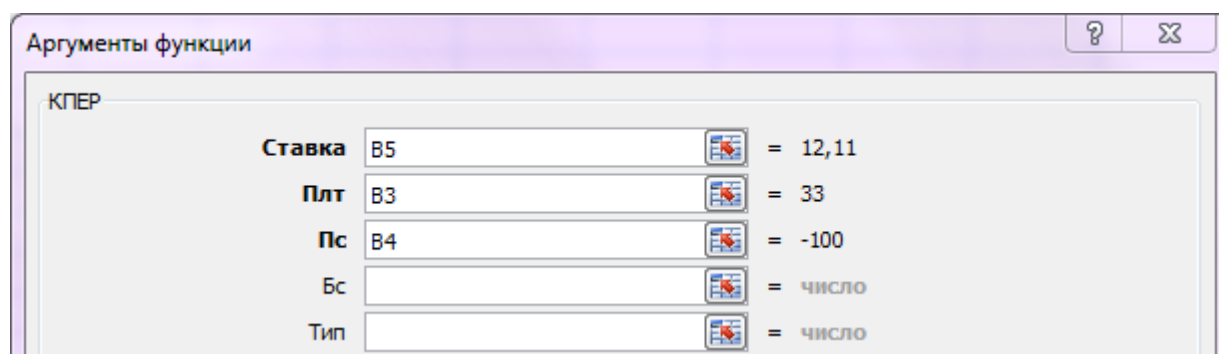 Аргументы функции
КПЕР
Ставка B5 = 12,11
Плт B3 = 33
Пс B4 = -100
Бс = число
Тип = число